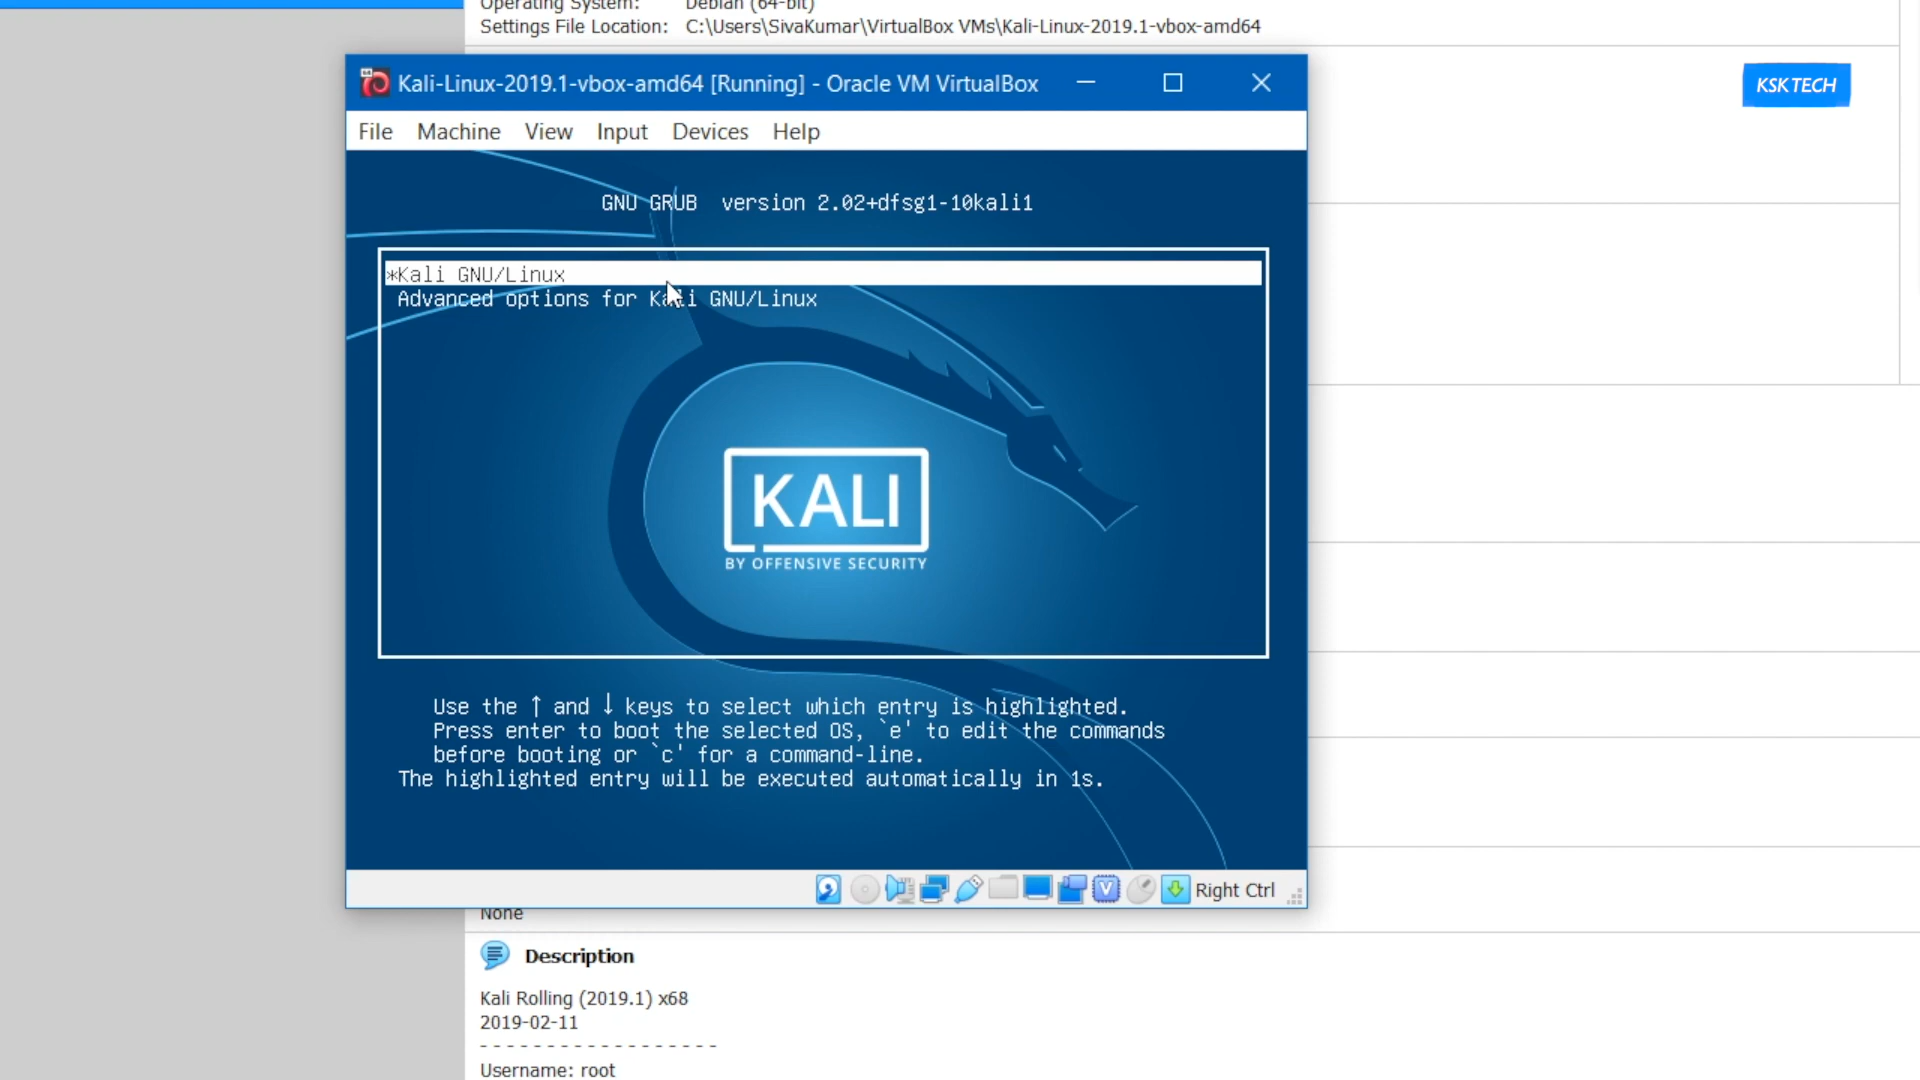 Operating System: Debian (64-bit)
Settings File Location: C:\Users\SivaKumar\VirtualBox VMs\Kali-Linux-2019.1-vbox-amd64
Kali-Linux-2019.1-vbox-amd64 [Running] - Oracle VM VirtualBox
KSK TECH
File Machine View Input Devices Help
GNU GRUB version 2.02+dfsg1-10kali1
*Kali GNU/Linux
Advanced options for Kali GNU/Linux
KALI
BY OFFENSIVE SECURITY
Use the ↑ and ↓ keys to select which entry is highlighted.
Press enter to boot the selected OS, `e' to edit the commands
before booting or `c' for a command-line.
The highlighted entry will be executed automatically in 1s.
Right Ctrl
None
Description
Kali Rolling (2019.1) x68
2019-02-11
- - - - - - - - - - - - - - - - - -
Username: root